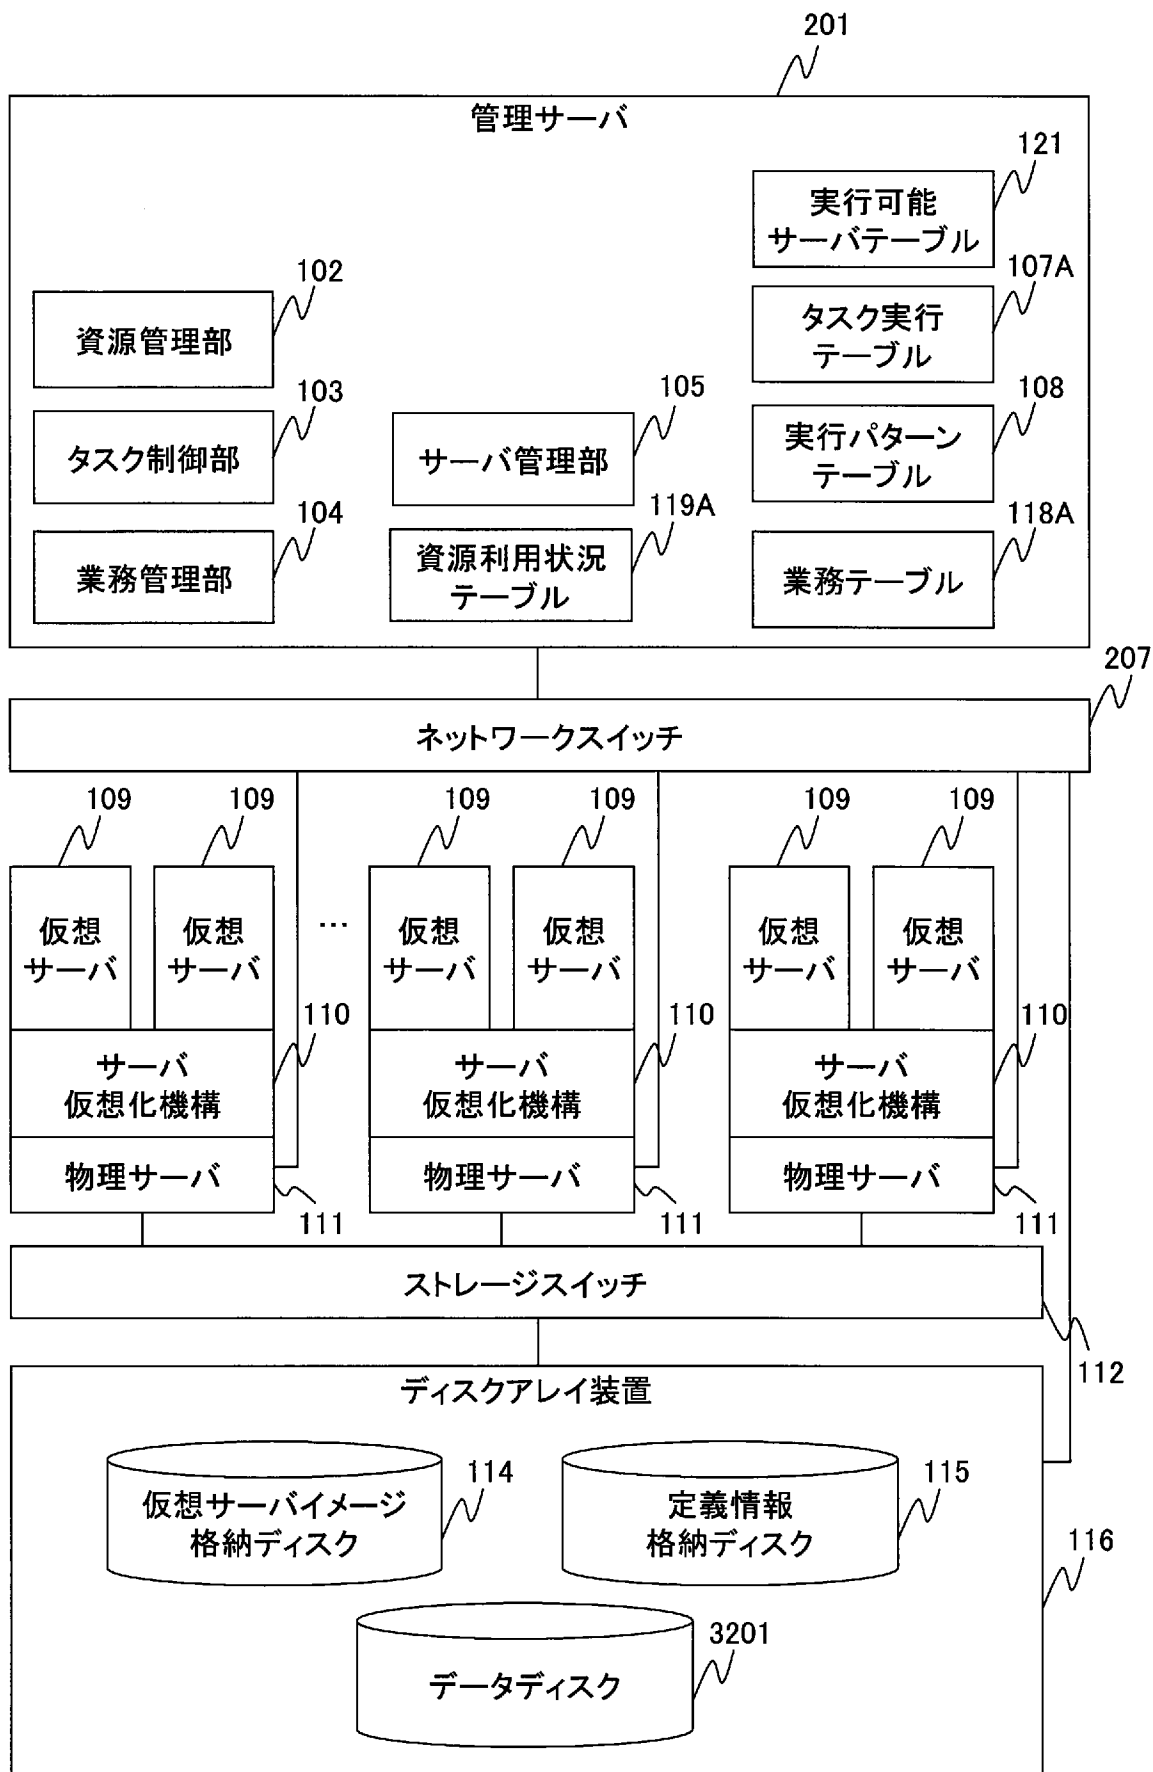 201
管理サーバ
121
実行可能
サーバテーブル
102
107A
資源管理部
タスク実行
テーブル
103
105
108
タスク制御部
サーバ管理部
実行パターン
テーブル
104
119A
118A
業務管理部
資源利用状況
テーブル
業務テーブル
207
ネットワークスイッチ
109
109
109
109
109
109
仮想
サーバ
仮想
サーバ
…
仮想
サーバ
仮想
サーバ
仮想
サーバ
仮想
サーバ
110
110
110
サーバ
仮想化機構
サーバ
仮想化機構
サーバ
仮想化機構
物理サーバ
物理サーバ
物理サーバ
111
111
111
ストレージスイッチ
112
ディスクアレイ装置
114
115
仮想サーバイメージ
格納ディスク
定義情報
格納ディスク
116
3201
データディスク